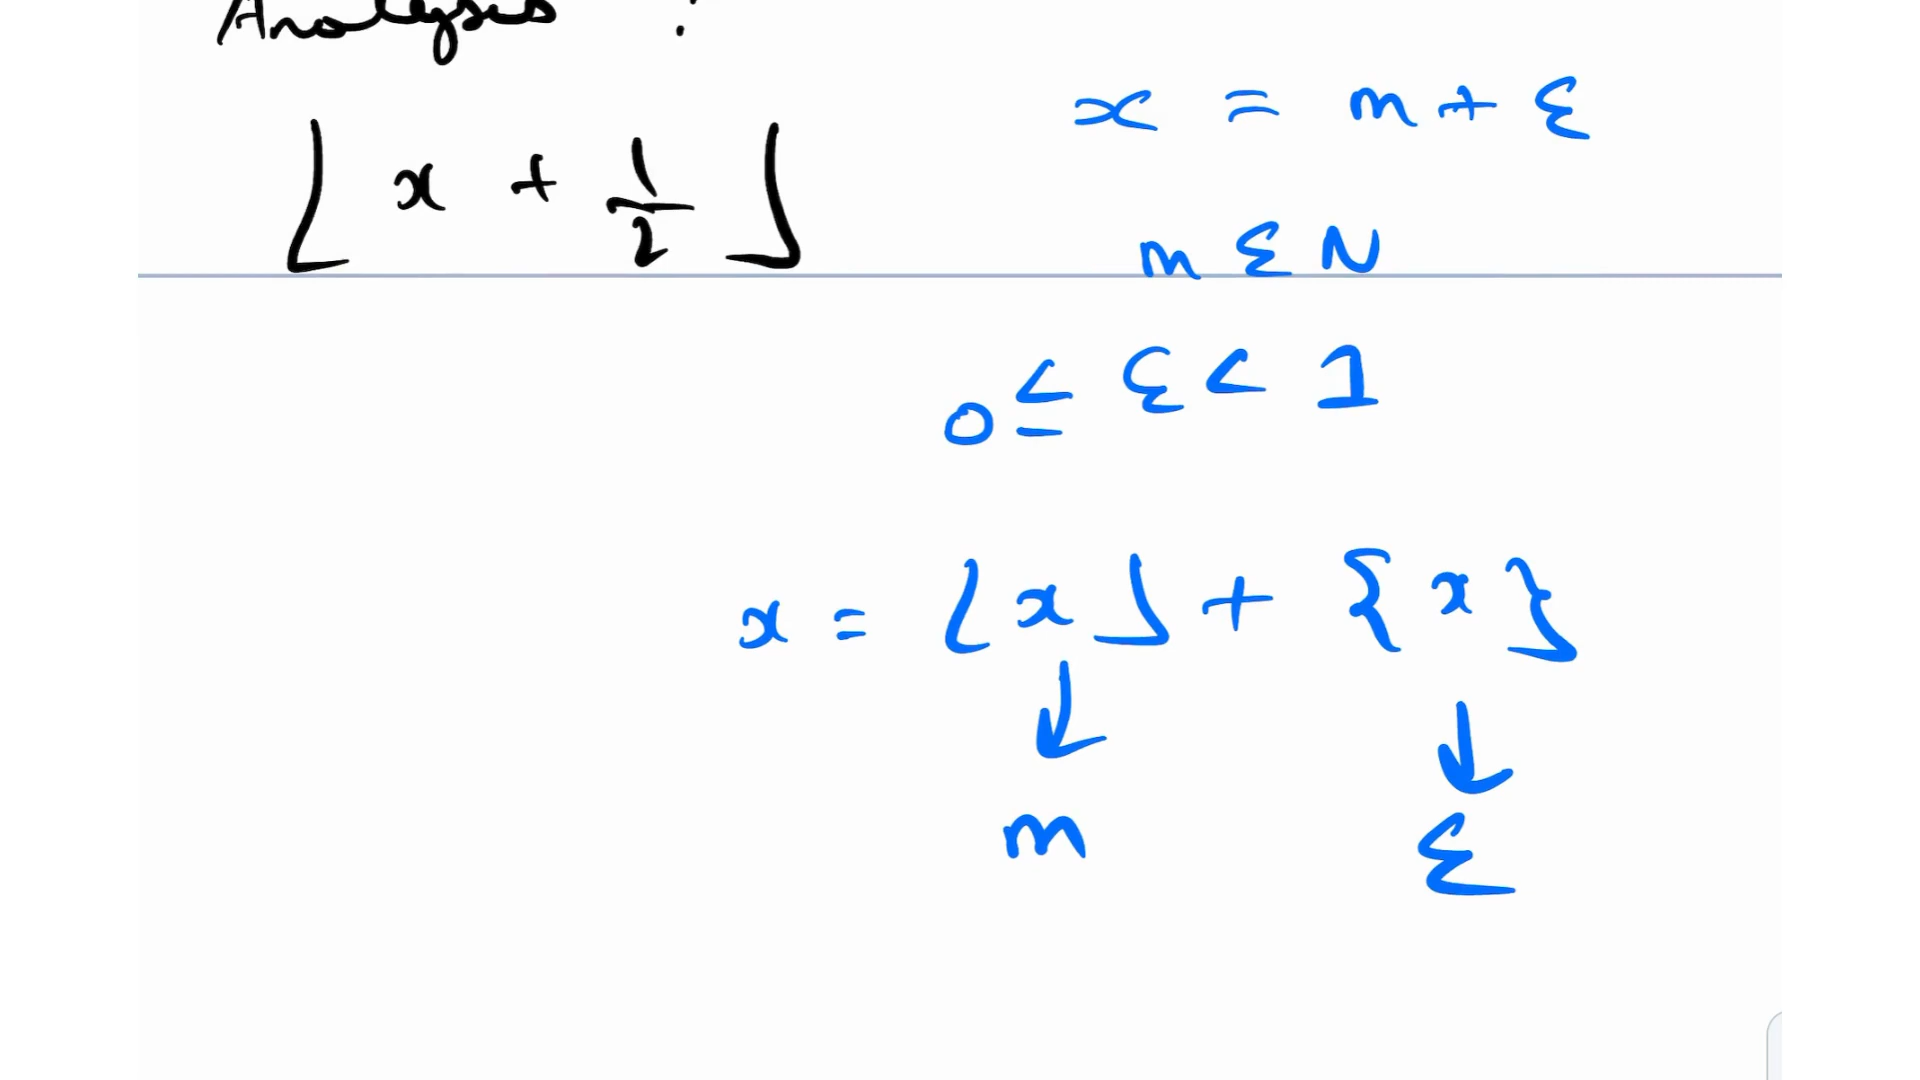 Analysis :
⌊ x + 1/2 ⌋
x = m + ε
m ε N
0 ≤ ε < 1
x = ⌊ x ⌋ + { x }
↓ ↓
m ε